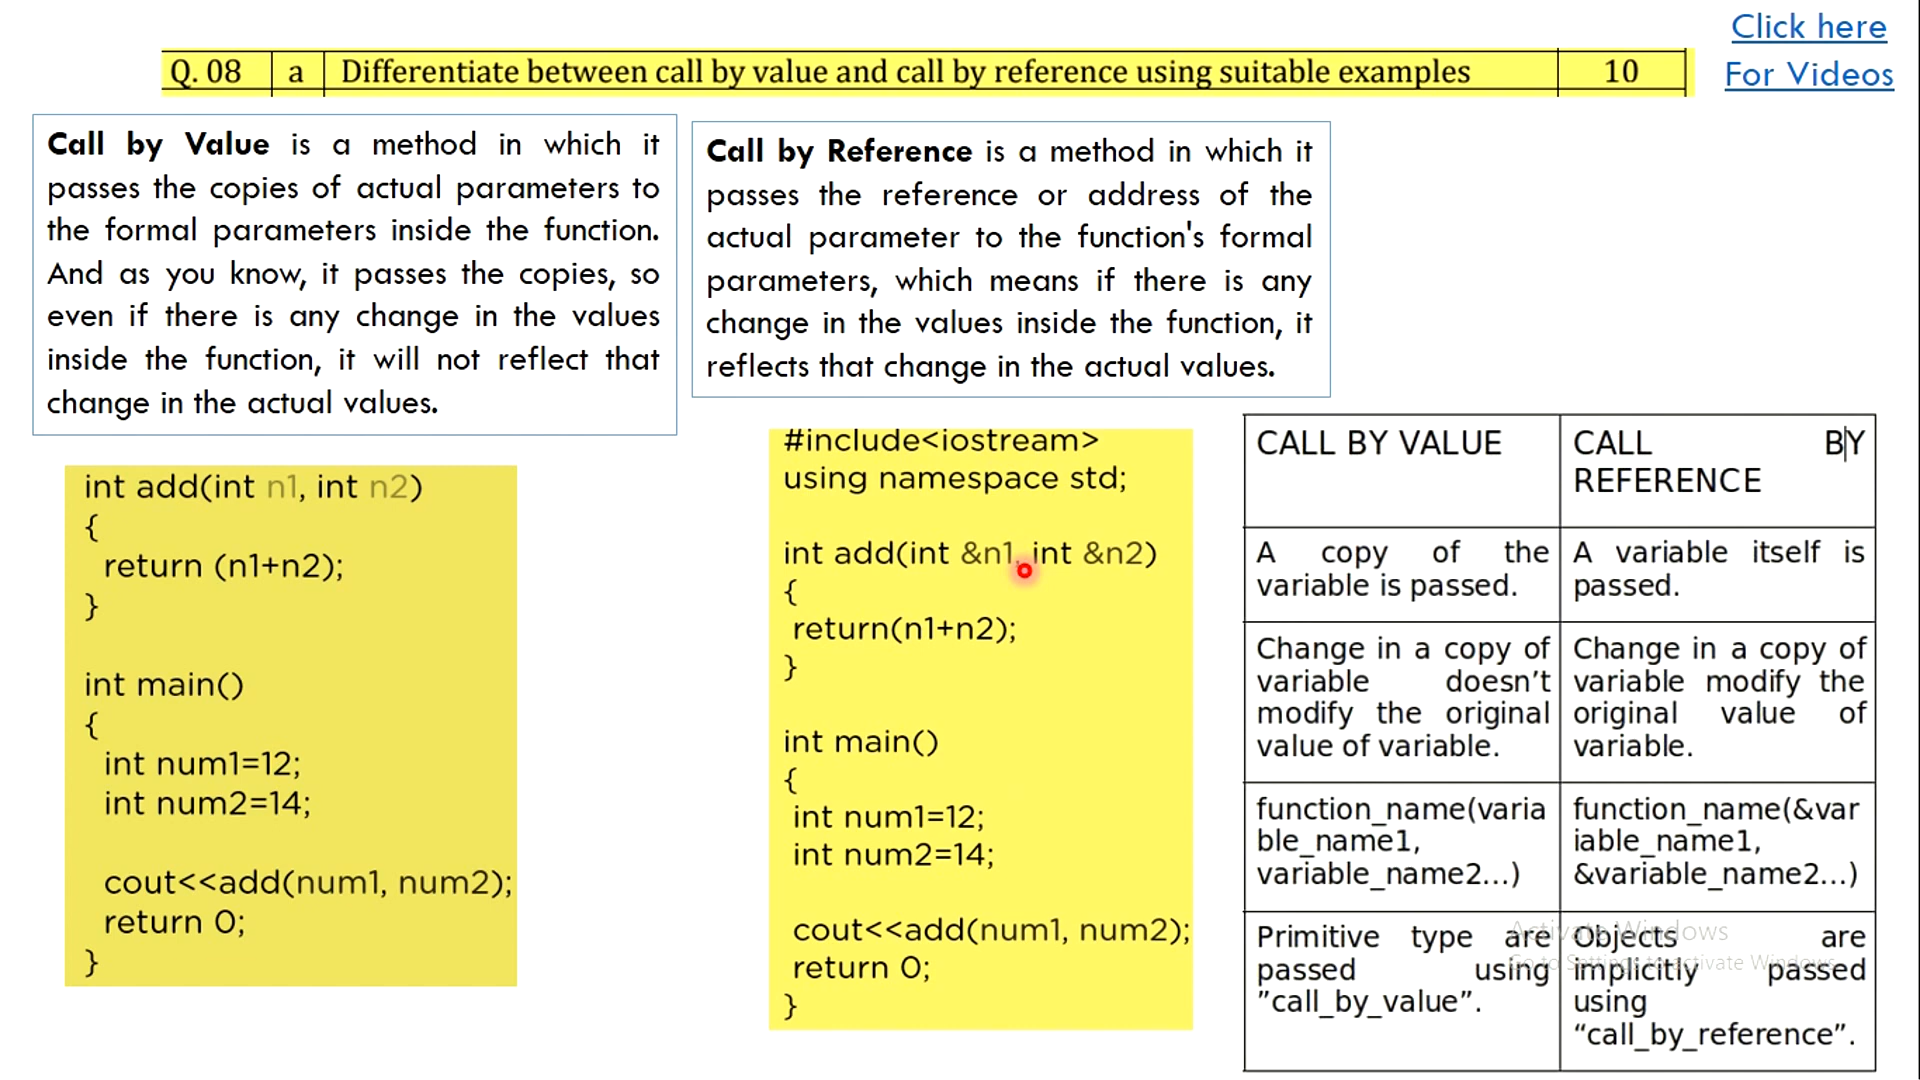 Click here
For Videos
Q. 08 a Differentiate between call by value and call by reference using suitable examples 10
Call by Value is a method in which it
passes the copies of actual parameters to
the formal parameters inside the function.
And as you know, it passes the copies, so
even if there is any change in the values
inside the function, it will not reflect that
change in the actual values.
Call by Reference is a method in which it
passes the reference or address of the
actual parameter to the function's formal
parameters, which means if there is any
change in the values inside the function, it
reflects that change in the actual values.
int add(int n1, int n2)
{
return (n1+n2);
}
int main()
{
int num1=12;
int num2=14;
cout<<add(num1, num2);
return 0;
}
#include<iostream>
using namespace std;
int add(int &n1, int &n2)
{
return(n1+n2);
}
int main()
{
int num1=12;
int num2=14;
cout<<add(num1, num2);
return 0;
}
CALL BY VALUE
CALL BY
REFERENCE
A copy of the
variable is passed.
A variable itself is
passed.
Change in a copy of
variable doesn’t
modify the original
value of variable.
Change in a copy of
variable modify the
original value of
variable.
function_name(varia
ble_name1,
variable_name2...)
function_name(&var
iable_name1,
&variable_name2...)
Primitive type are
passed using
”call_by_value”.
Objects are
implicitly passed
using
“call_by_reference”.
Activate Windows
Go to Settings to activate Windows.